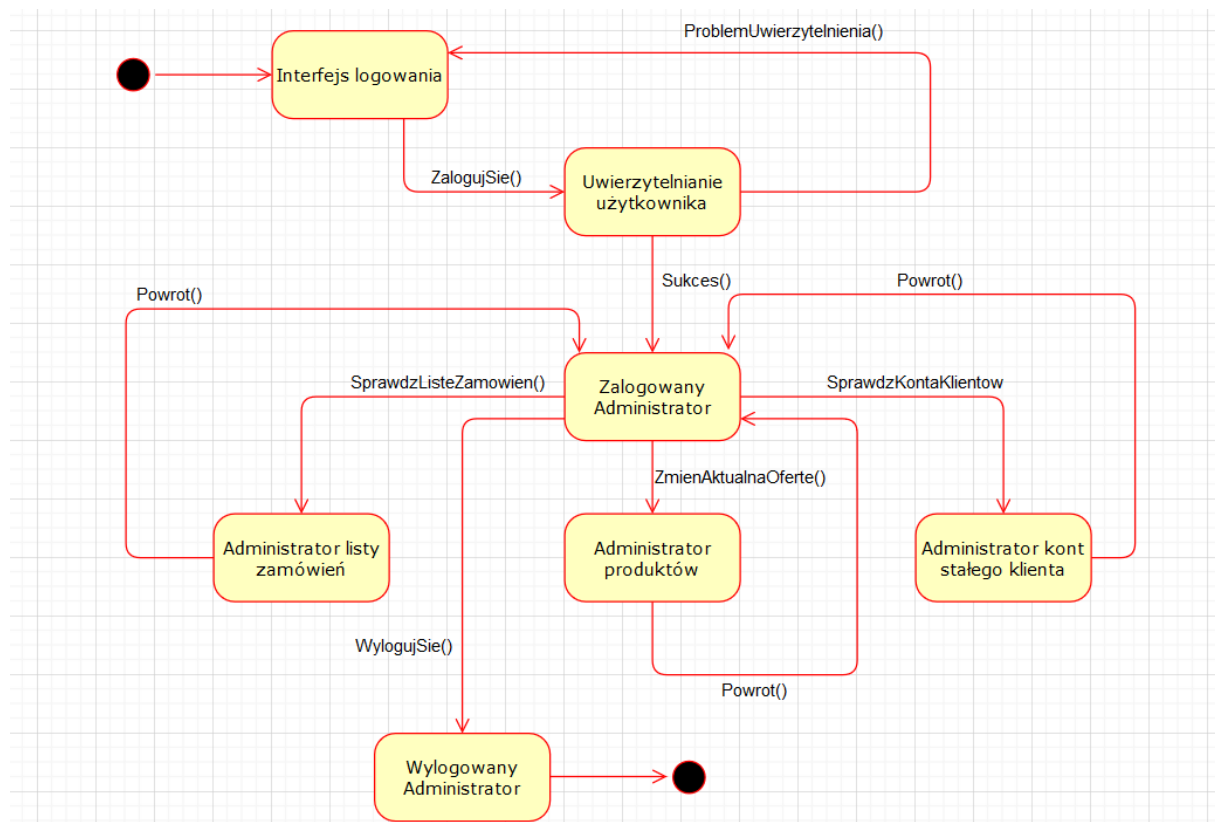 ProblemUwierzytelnienia()
Interfejs logowania
ZalogujSie()
Uwierzytelnianie
użytkownika
Sukces()
Powrot()
Powrot()
SprawdzListeZamowien()
Zalogowany
Administrator
SprawdzKontaKlientow
ZmienAktualnaOferte()
Administrator listy
zamówień
Administrator
produktów
Administrator kont
stałego klienta
WylogujSie()
Powrot()
Wylogowany
Administrator